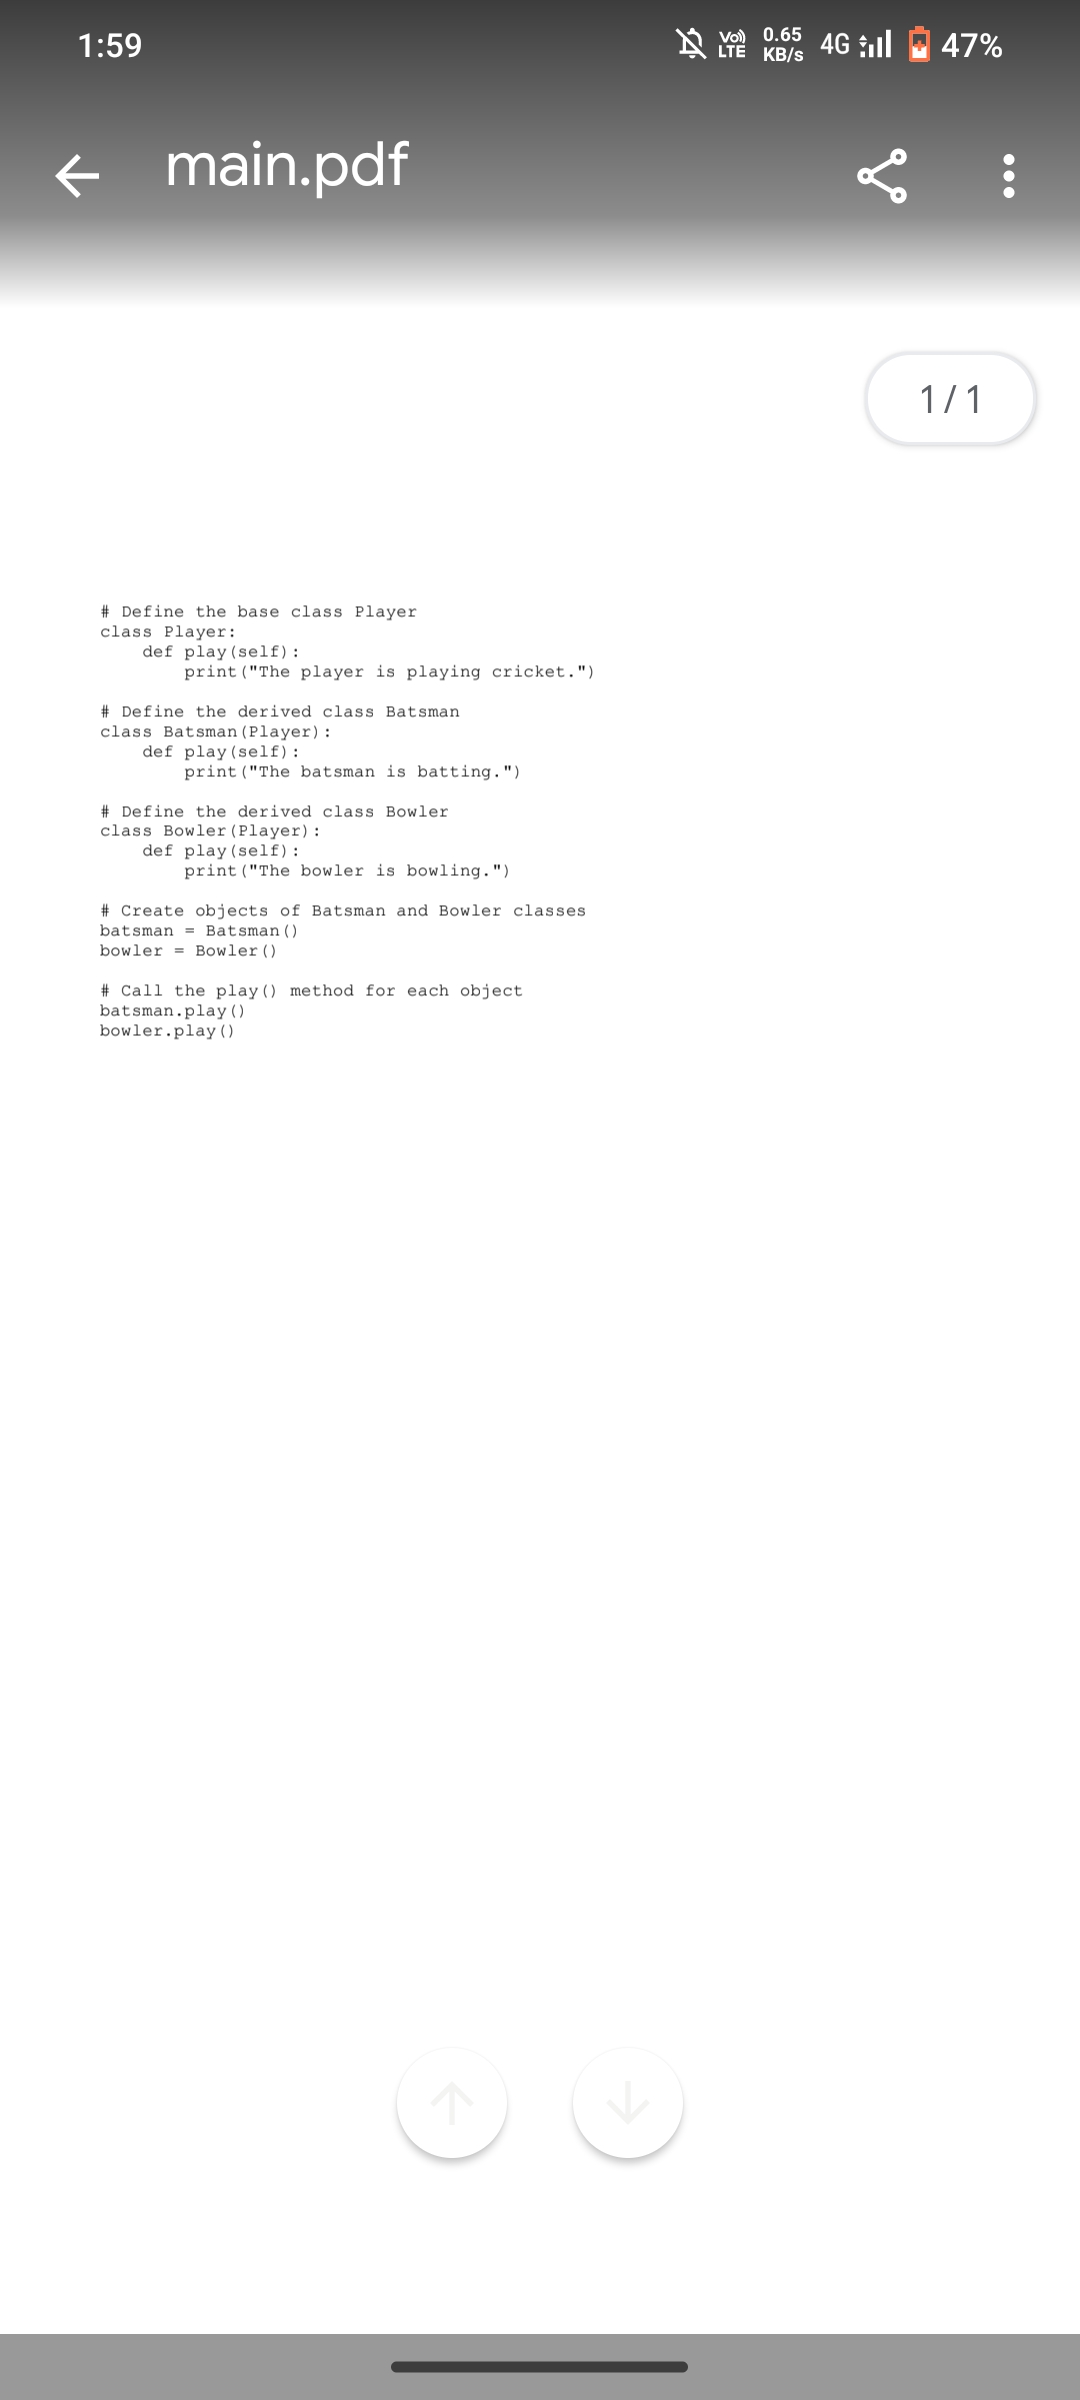 1:59
Vo)) LTE 0.65 KB/s 4G 47%
main.pdf
1 / 1
# Define the base class Player
class Player:
    def play(self):
        print("The player is playing cricket.")
# Define the derived class Batsman
class Batsman(Player):
    def play(self):
        print("The batsman is batting.")
# Define the derived class Bowler
class Bowler(Player):
    def play(self):
        print("The bowler is bowling.")
# Create objects of Batsman and Bowler classes
batsman = Batsman()
bowler = Bowler()
# Call the play() method for each object
batsman.play()
bowler.play()